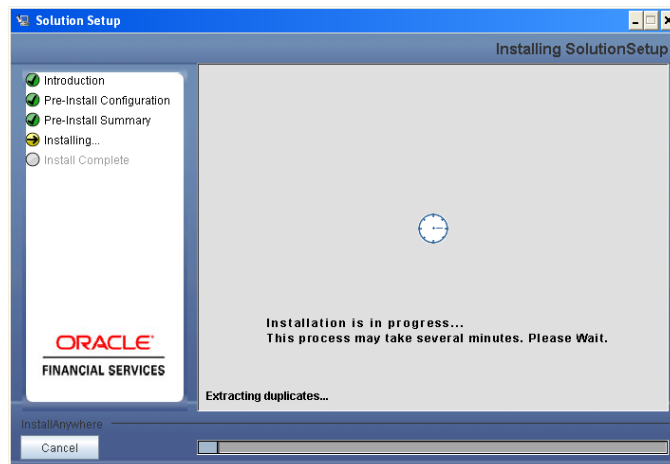 Solution Setup
Installing SolutionSetup
Introduction
Pre-Install Configuration
Pre-Install Summary
Installing...
Install Complete
Installation is in progress...
This process may take several minutes. Please Wait.
ORACLE
FINANCIAL SERVICES
Extracting duplicates...
InstallAnywhere
Cancel